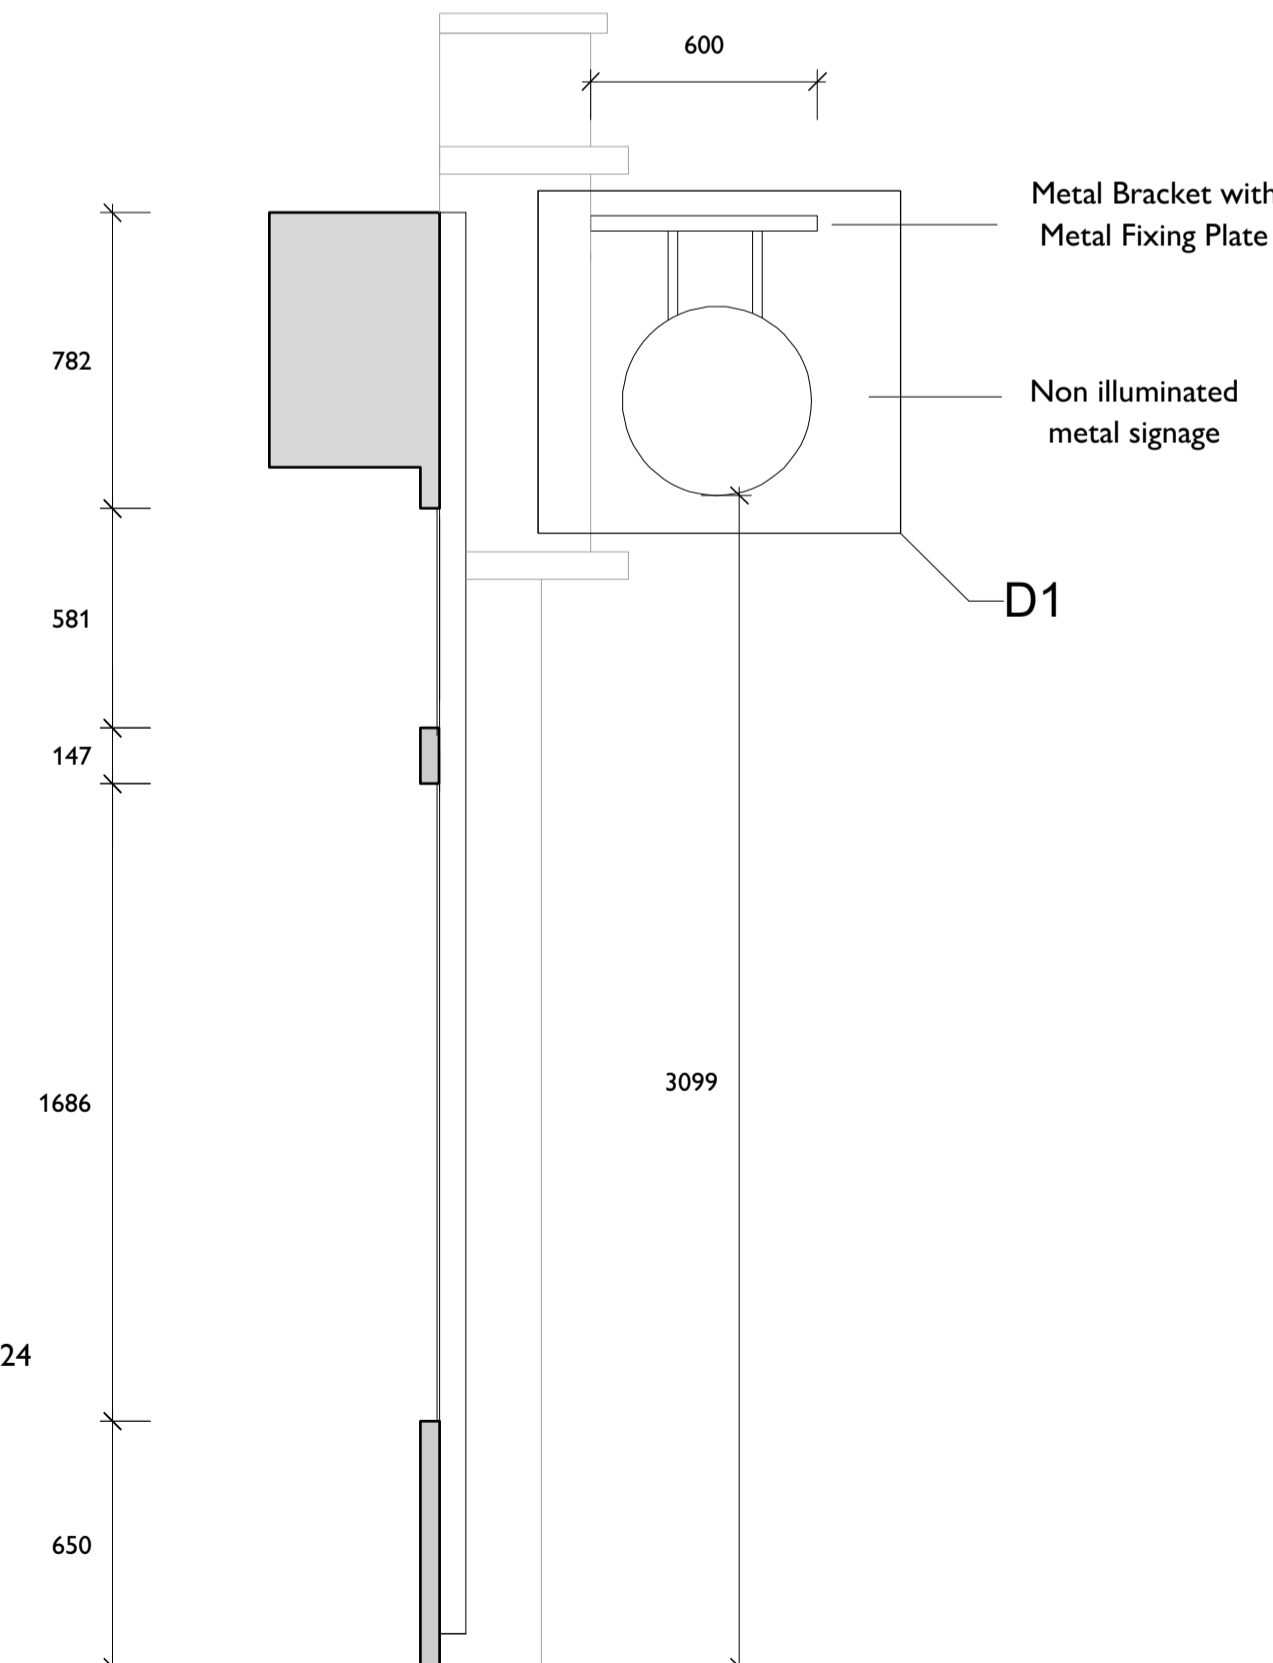 600
Metal Bracket with
Metal Fixing Plate
782
Non illuminated
metal signage
581
D1
147
3099
1686
24
650